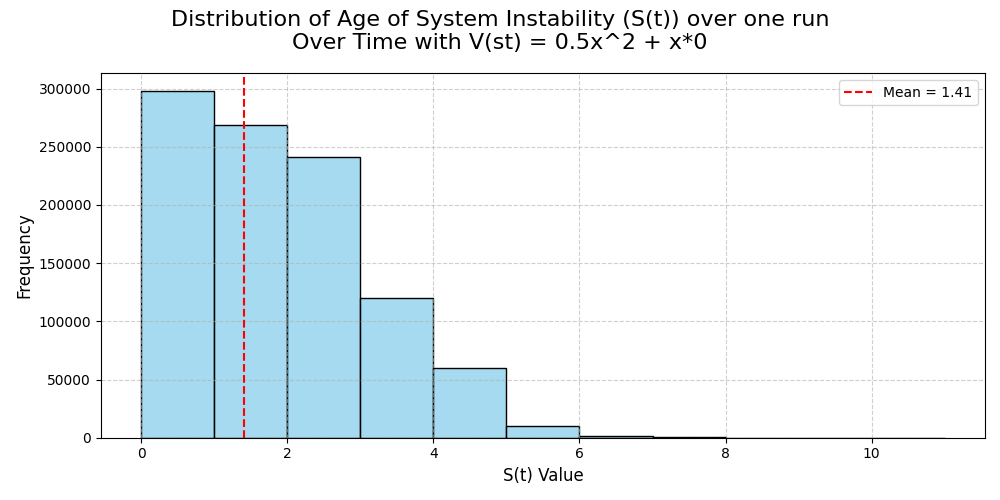 Distribution of Age of System Instability (S(t)) over one run
Over Time with V(st) = 0.5x^2 + x*0
Mean = 1.41
Frequency
300000
250000
200000
150000
100000
50000
0
0 2 4 6 8 10
S(t) Value